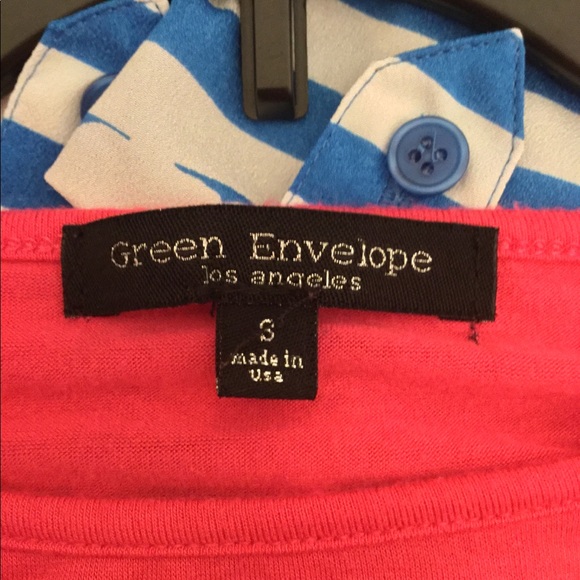 Green Envelope
los angeles
S
made in
usa